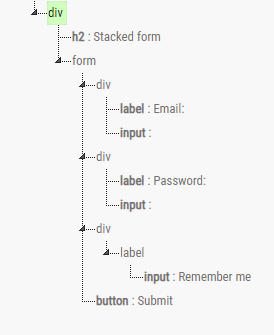 div
h2 : Stacked form
form
div
label : Email:
input :
div
label : Password:
input :
div
label
input : Remember me
button : Submit